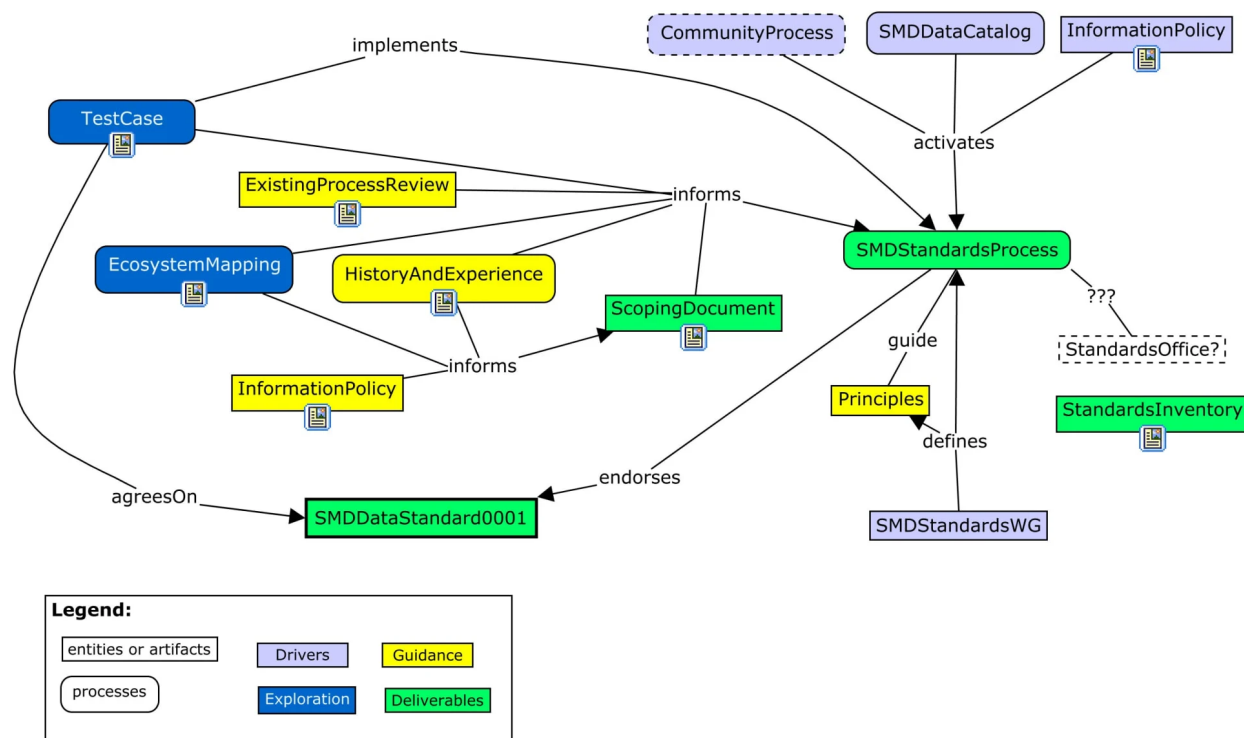 implements
CommunityProcess
SMDDataCatalog
InformationPolicy
TestCase
activates
ExistingProcessReview
informs
SMDStandardsProcess
EcosystemMapping
HistoryAndExperience
ScopingDocument
???
guide
StandardsOffice?
informs
InformationPolicy
Principles
StandardsInventory
defines
endorses
agreesOn
SMDDataStandard0001
SMDStandardsWG
Legend:
entities or artifacts
Drivers
Guidance
processes
Exploration
Deliverables